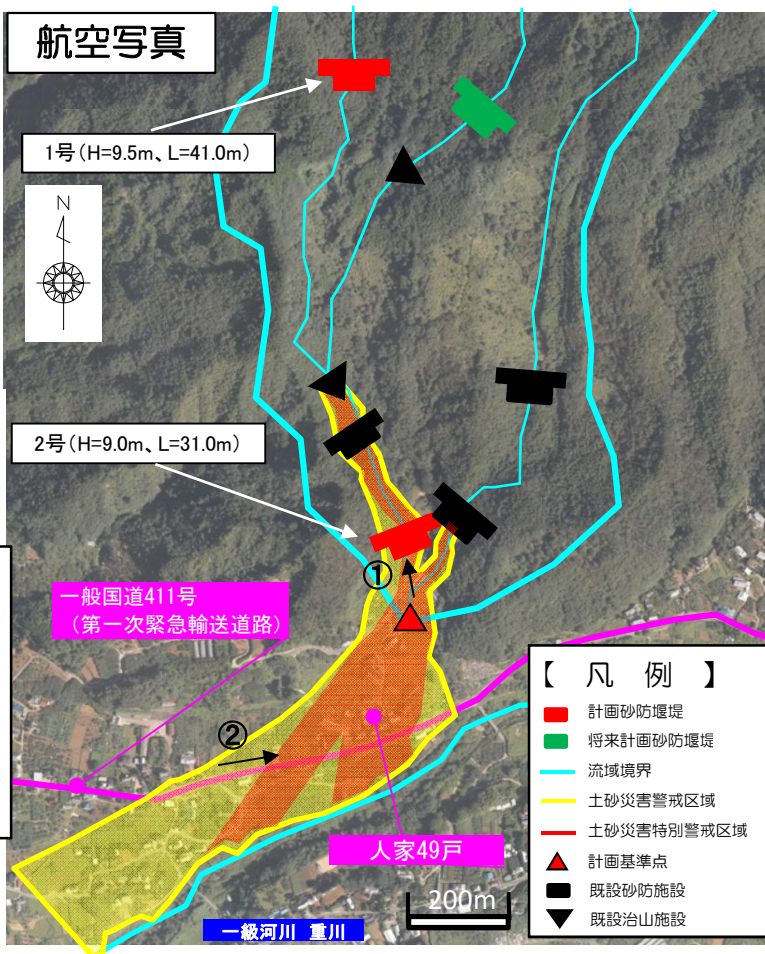 航空写真
1号(H=9.5m、L=41.0m)
N
2号(H=9.0m、L=31.0m)
①
一般国道411号
(第一次緊急輸送道路)
②
人家49戸
200m
一級河川 重川
【 凡 例 】
計画砂防堰堤
将来計画砂防堰堤
流域境界
土砂災害警戒区域
土砂災害特別警戒区域
計画基準点
既設砂防施設
既設治山施設